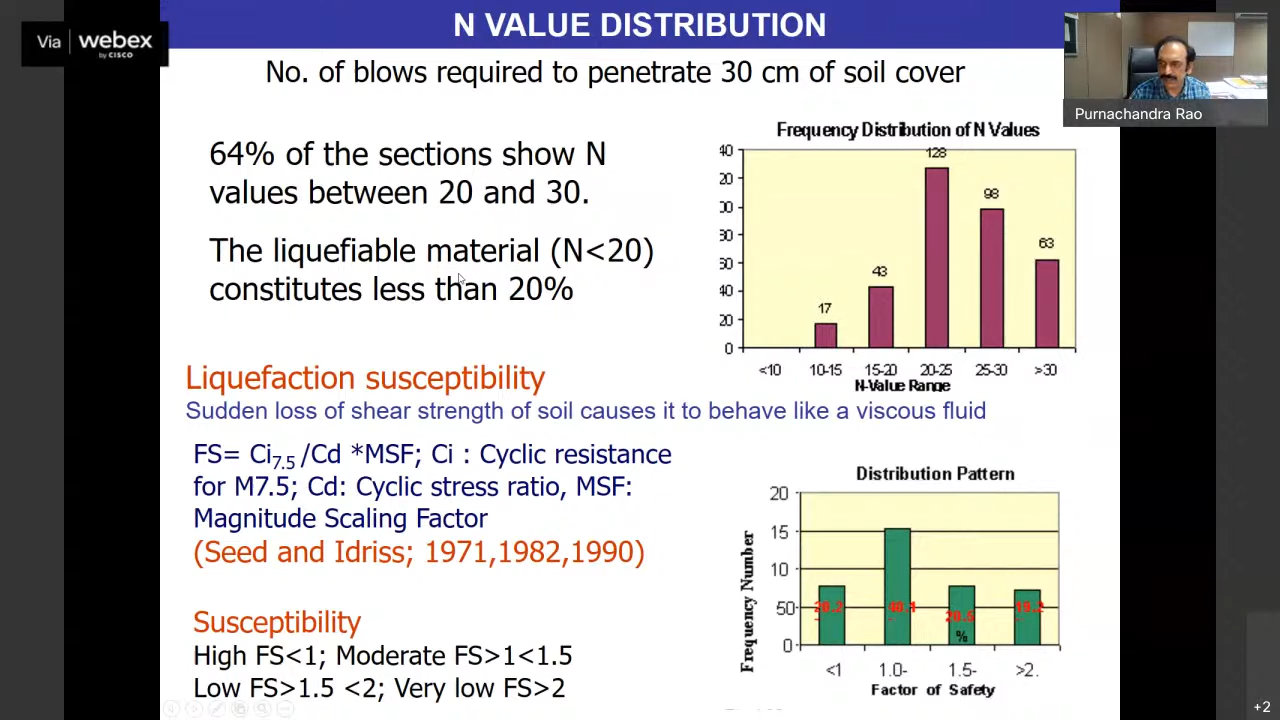 N VALUE DISTRIBUTION
Via webex
by CISCO
No. of blows required to penetrate 30 cm of soil cover
Purnachandra Rao
64% of the sections show N
values between 20 and 30.
The liquefiable material (N<20)
constitutes less than 20%
Frequency Distribution of N Values
40
20
00
80
60
40
20
0
128
98
63
43
17
<10 10-15 15-20 20-25 25-30 >30
N-Value Range
Liquefaction susceptibility
Sudden loss of shear strength of soil causes it to behave like a viscous fluid
FS= Ci7.5 /Cd *MSF; Ci : Cyclic resistance
for M7.5; Cd: Cyclic stress ratio, MSF:
Magnitude Scaling Factor
(Seed and Idriss; 1971,1982,1990)
Susceptibility
High FS<1; Moderate FS>1<1.5
Low FS>1.5 <2; Very low FS>2
Distribution Pattern
Frequency Number
20
15
10
50
0
%
<1 1.0- 1.5- >2.
Factor of Safety
+2